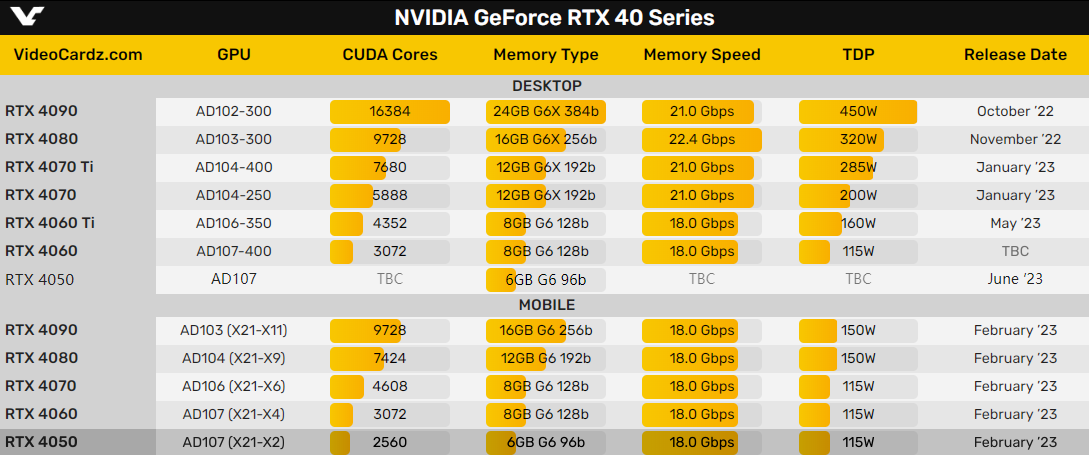 NVIDIA GeForce RTX 40 Series
VideoCardz.com GPU CUDA Cores Memory Type Memory Speed TDP Release Date
DESKTOP
RTX 4090 AD102-300 16384 24GB G6X 384b 21.0 Gbps 450W October ’22
RTX 4080 AD103-300 9728 16GB G6X 256b 22.4 Gbps 320W November ’22
RTX 4070 Ti AD104-400 7680 12GB G6X 192b 21.0 Gbps 285W January ’23
RTX 4070 AD104-250 5888 12GB G6X 192b 21.0 Gbps 200W January ’23
RTX 4060 Ti AD106-350 4352 8GB G6 128b 18.0 Gbps 160W May ’23
RTX 4060 AD107-400 3072 8GB G6 128b 18.0 Gbps 115W TBC
RTX 4050 AD107 TBC 6GB G6 96b TBC TBC June ’23
MOBILE
RTX 4090 AD103 (X21-X11) 9728 16GB G6 256b 18.0 Gbps 150W February ’23
RTX 4080 AD104 (X21-X9) 7424 12GB G6 192b 18.0 Gbps 150W February ’23
RTX 4070 AD106 (X21-X6) 4608 8GB G6 128b 18.0 Gbps 115W February ’23
RTX 4060 AD107 (X21-X4) 3072 8GB G6 128b 18.0 Gbps 115W February ’23
RTX 4050 AD107 (X21-X2) 2560 6GB G6 96b 18.0 Gbps 115W February ’23